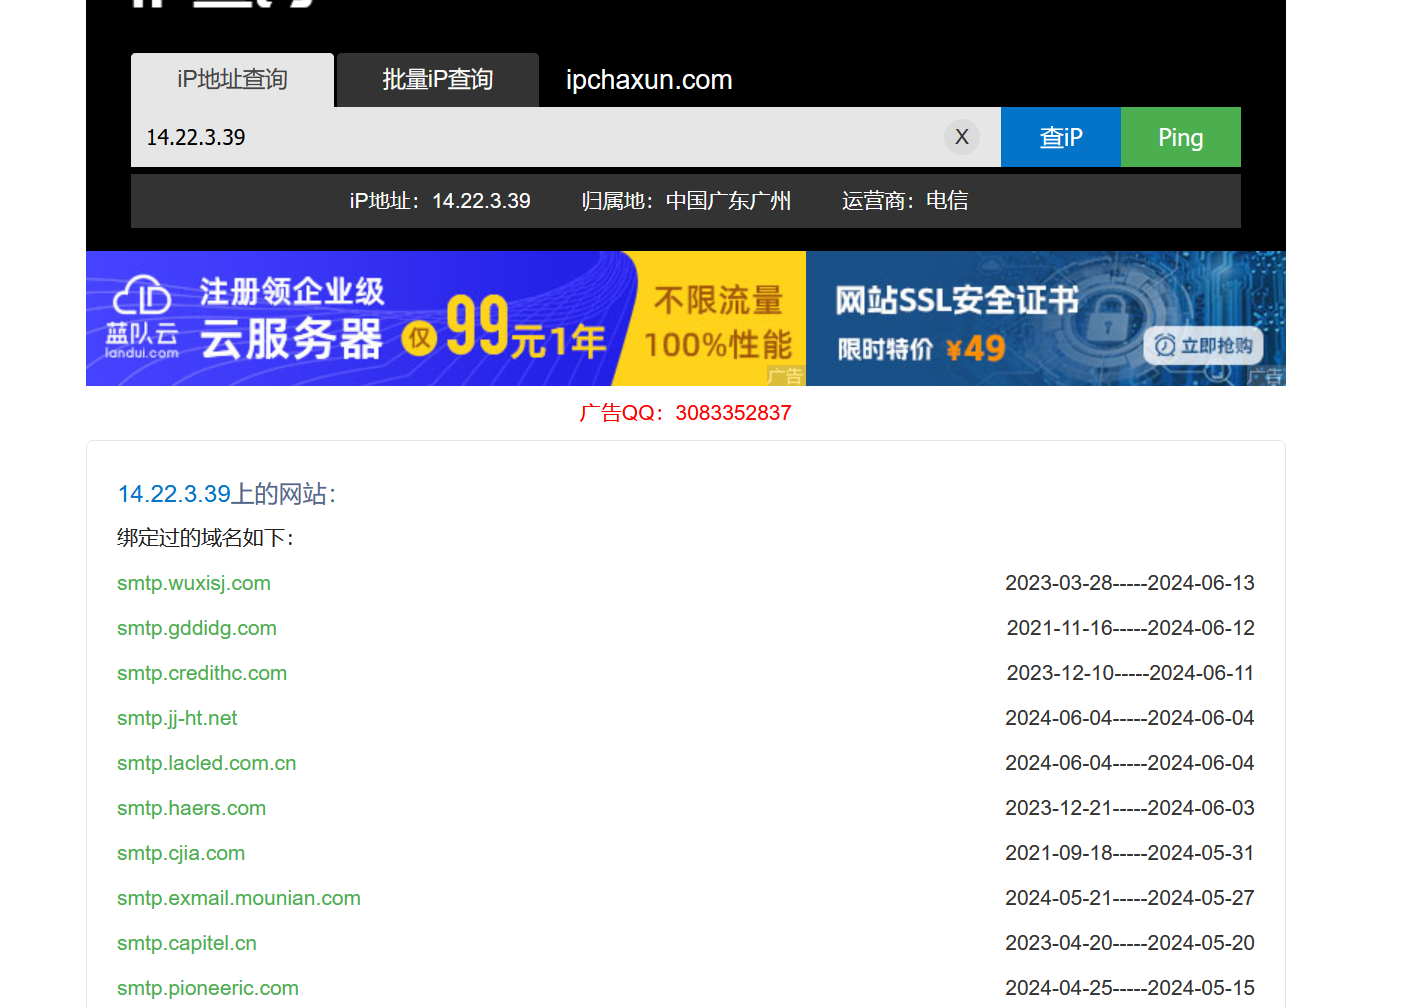 iP地址查询 批量iP查询 ipchaxun.com
14.22.3.39 X 查iP Ping
iP地址：14.22.3.39 归属地：中国广东广州 运营商：电信
蓝队云
landui.com
注册领企业级
云服务器 仅99元1年
不限流量
100%性能
广告
网站SSL安全证书
限时特价 ¥49
立即抢购
广告
广告QQ：3083352837
14.22.3.39上的网站：
绑定过的域名如下：
smtp.wuxisj.com 2023-03-28-----2024-06-13
smtp.gddidg.com 2021-11-16-----2024-06-12
smtp.credithc.com 2023-12-10-----2024-06-11
smtp.jj-ht.net 2024-06-04-----2024-06-04
smtp.lacled.com.cn 2024-06-04-----2024-06-04
smtp.haers.com 2023-12-21-----2024-06-03
smtp.cjia.com 2021-09-18-----2024-05-31
smtp.exmail.mounian.com 2024-05-21-----2024-05-27
smtp.capitel.cn 2023-04-20-----2024-05-20
smtp.pioneeric.com 2024-04-25-----2024-05-15